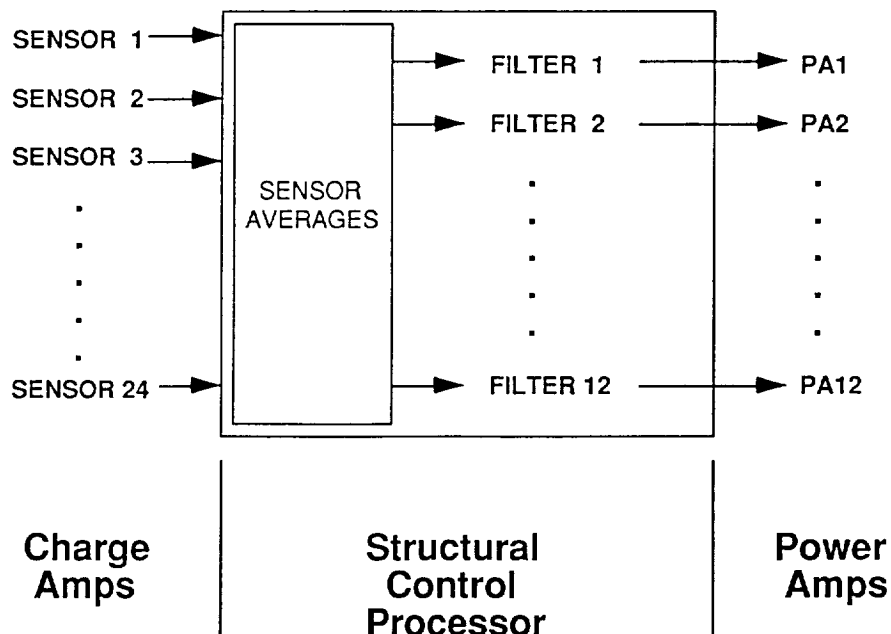 SENSOR 1
FILTER 1
PA1
SENSOR 2
FILTER 2
PA2
SENSOR 3
SENSOR
AVERAGES
SENSOR 24
FILTER 12
PA12
Charge
Amps
Structural
Control
Processor
Power
Amps